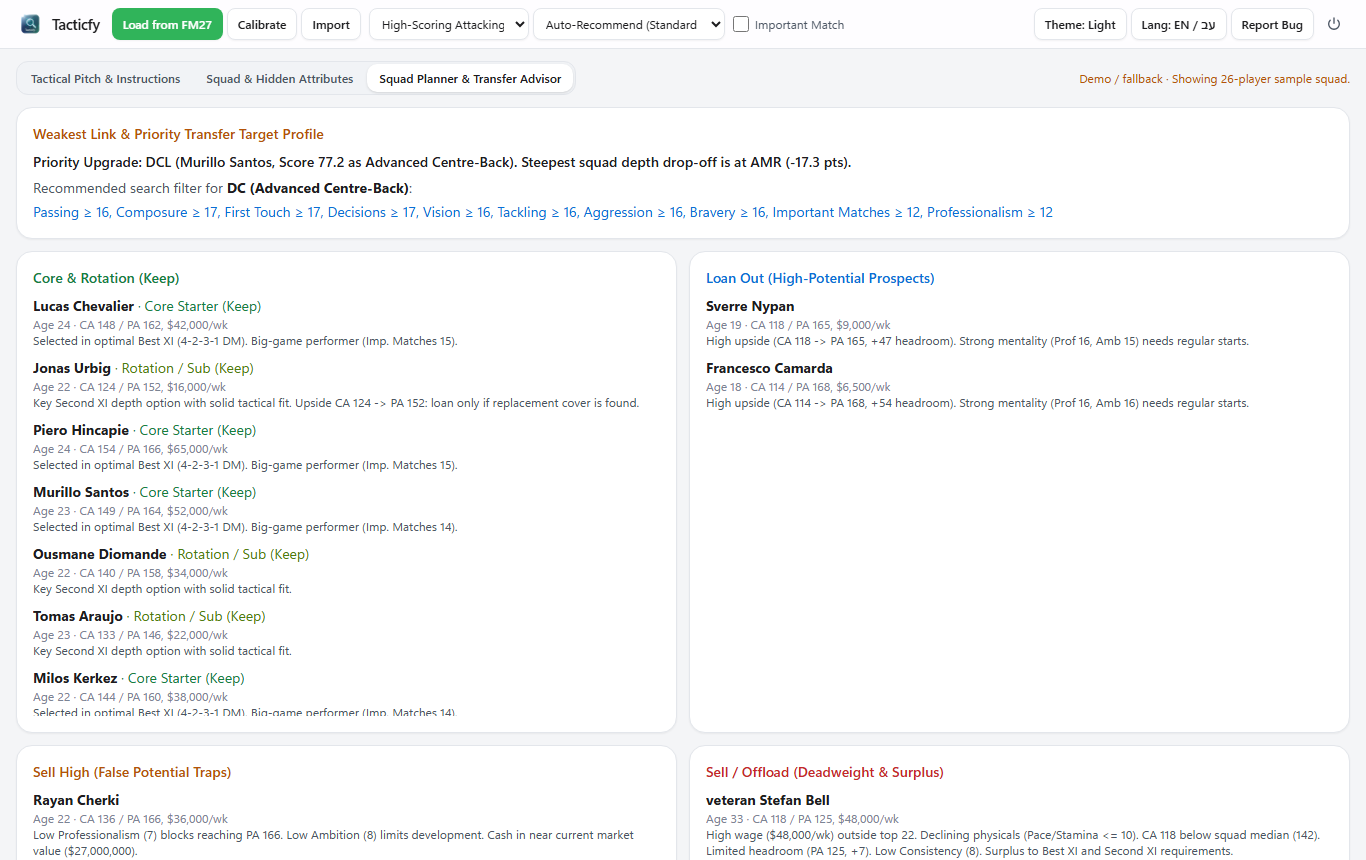 Tacticfy
Load from FM27
Calibrate
Import
High-Scoring Attacking
Auto-Recommend (Standard
Important Match
Theme: Light
Lang: EN / עב
Report Bug
Tactical Pitch & Instructions
Squad & Hidden Attributes
Squad Planner & Transfer Advisor
Demo / fallback · Showing 26-player sample squad.
Weakest Link & Priority Transfer Target Profile
Priority Upgrade: DCL (Murillo Santos, Score 77.2 as Advanced Centre-Back). Steepest squad depth drop-off is at AMR (-17.3 pts).
Recommended search filter for DC (Advanced Centre-Back):
Passing ≥ 16, Composure ≥ 17, First Touch ≥ 17, Decisions ≥ 17, Vision ≥ 16, Tackling ≥ 16, Aggression ≥ 16, Bravery ≥ 16, Important Matches ≥ 12, Professionalism ≥ 12
Core & Rotation (Keep)
Lucas Chevalier · Core Starter (Keep)
Age 24 · CA 148 / PA 162, $42,000/wk
Selected in optimal Best XI (4-2-3-1 DM). Big-game performer (Imp. Matches 15).
Jonas Urbig · Rotation / Sub (Keep)
Age 22 · CA 124 / PA 152, $16,000/wk
Key Second XI depth option with solid tactical fit. Upside CA 124 -> PA 152: loan only if replacement cover is found.
Piero Hincapie · Core Starter (Keep)
Age 24 · CA 154 / PA 166, $65,000/wk
Selected in optimal Best XI (4-2-3-1 DM). Big-game performer (Imp. Matches 15).
Murillo Santos · Core Starter (Keep)
Age 23 · CA 149 / PA 164, $52,000/wk
Selected in optimal Best XI (4-2-3-1 DM). Big-game performer (Imp. Matches 14).
Ousmane Diomande · Rotation / Sub (Keep)
Age 22 · CA 140 / PA 158, $34,000/wk
Key Second XI depth option with solid tactical fit.
Tomas Araujo · Rotation / Sub (Keep)
Age 23 · CA 133 / PA 146, $22,000/wk
Key Second XI depth option with solid tactical fit.
Milos Kerkez · Core Starter (Keep)
Age 22 · CA 144 / PA 160, $38,000/wk
Selected in optimal Best XI (4-2-3-1 DM). Big-game performer (Imp. Matches 14).
Loan Out (High-Potential Prospects)
Sverre Nypan
Age 19 · CA 118 / PA 165, $9,000/wk
High upside (CA 118 -> PA 165, +47 headroom). Strong mentality (Prof 16, Amb 15) needs regular starts.
Francesco Camarda
Age 18 · CA 114 / PA 168, $6,500/wk
High upside (CA 114 -> PA 168, +54 headroom). Strong mentality (Prof 16, Amb 16) needs regular starts.
Sell High (False Potential Traps)
Rayan Cherki
Age 22 · CA 136 / PA 166, $36,000/wk
Low Professionalism (7) blocks reaching PA 166. Low Ambition (8) limits development. Cash in near current market
value ($27,000,000).
Sell / Offload (Deadweight & Surplus)
veteran Stefan Bell
Age 33 · CA 118 / PA 125, $48,000/wk
High wage ($48,000/wk) outside top 22. Declining physicals (Pace/Stamina <= 10). CA 118 below squad median (142).
Limited headroom (PA 125, +7). Low Consistency (8). Surplus to Best XI and Second XI requirements.